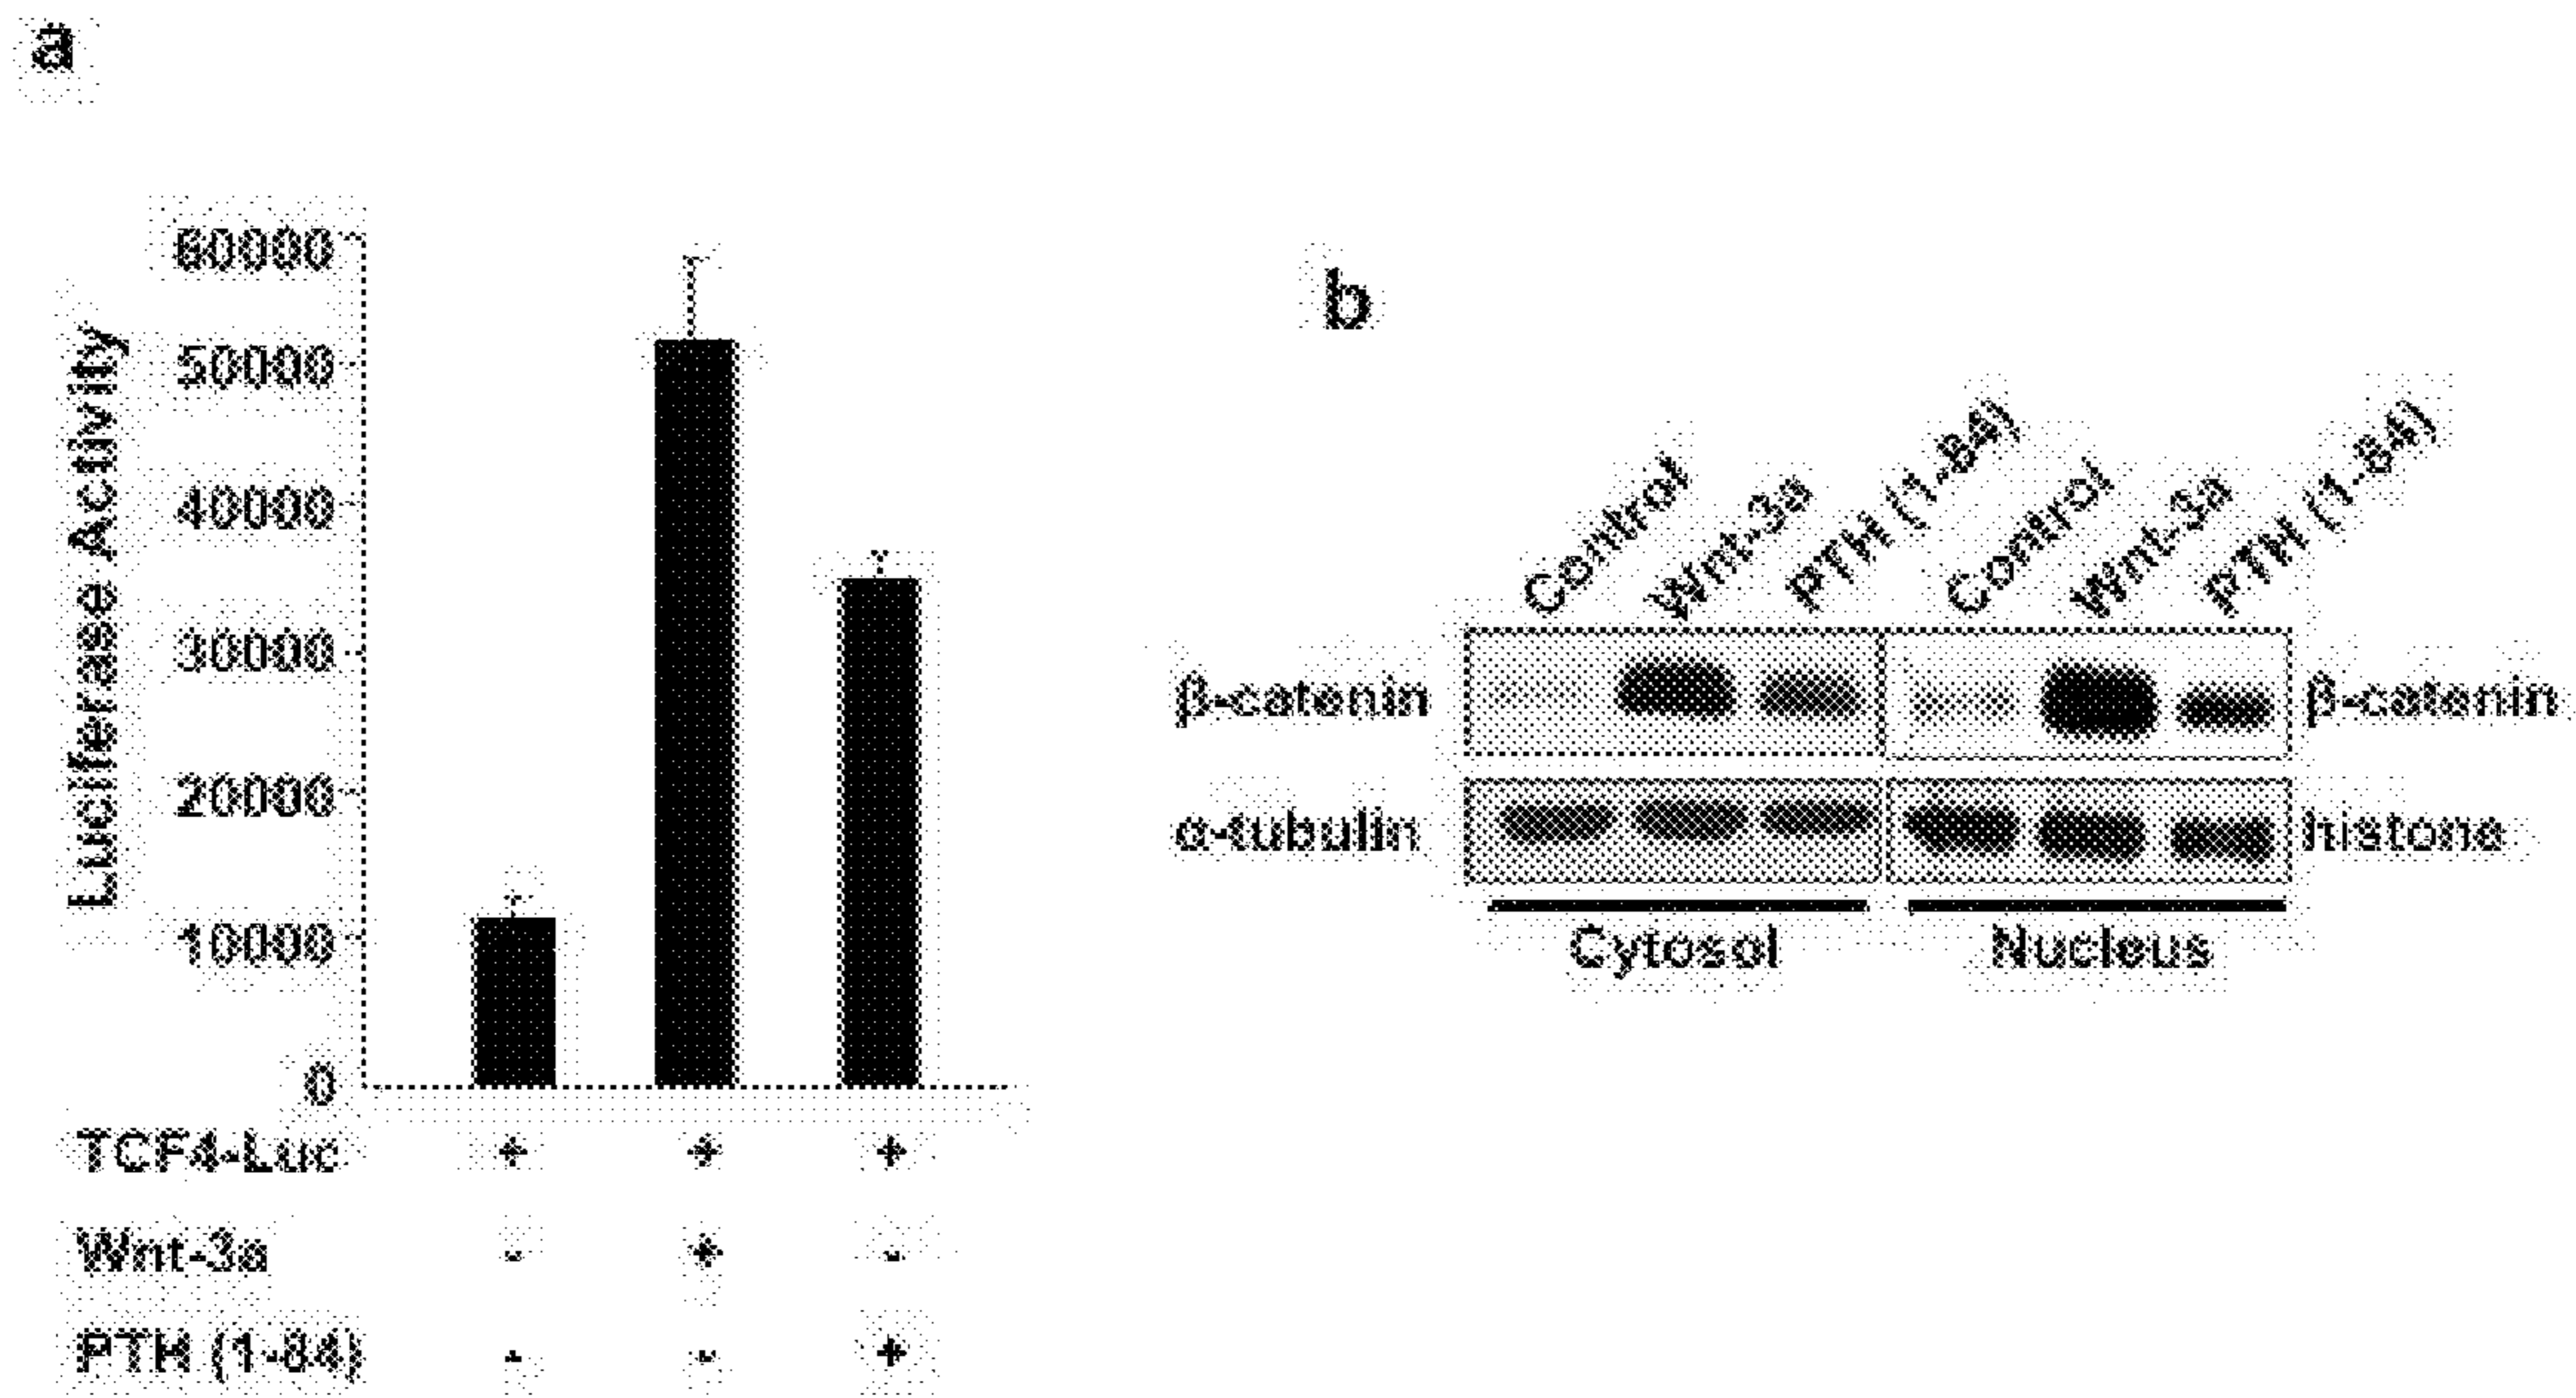 a
60000
50000
40000
30000
20000
10000
0
Luciferase Activity
TCF4-Luc + + +
Wnt-3a - + -
PTH (1-84) - - +
b
Control Wnt-3a PTH (1-84) Control Wnt-3a PTH (1-84)
β-catenin β-catenin
α-tubulin histone
Cytosol Nucleus